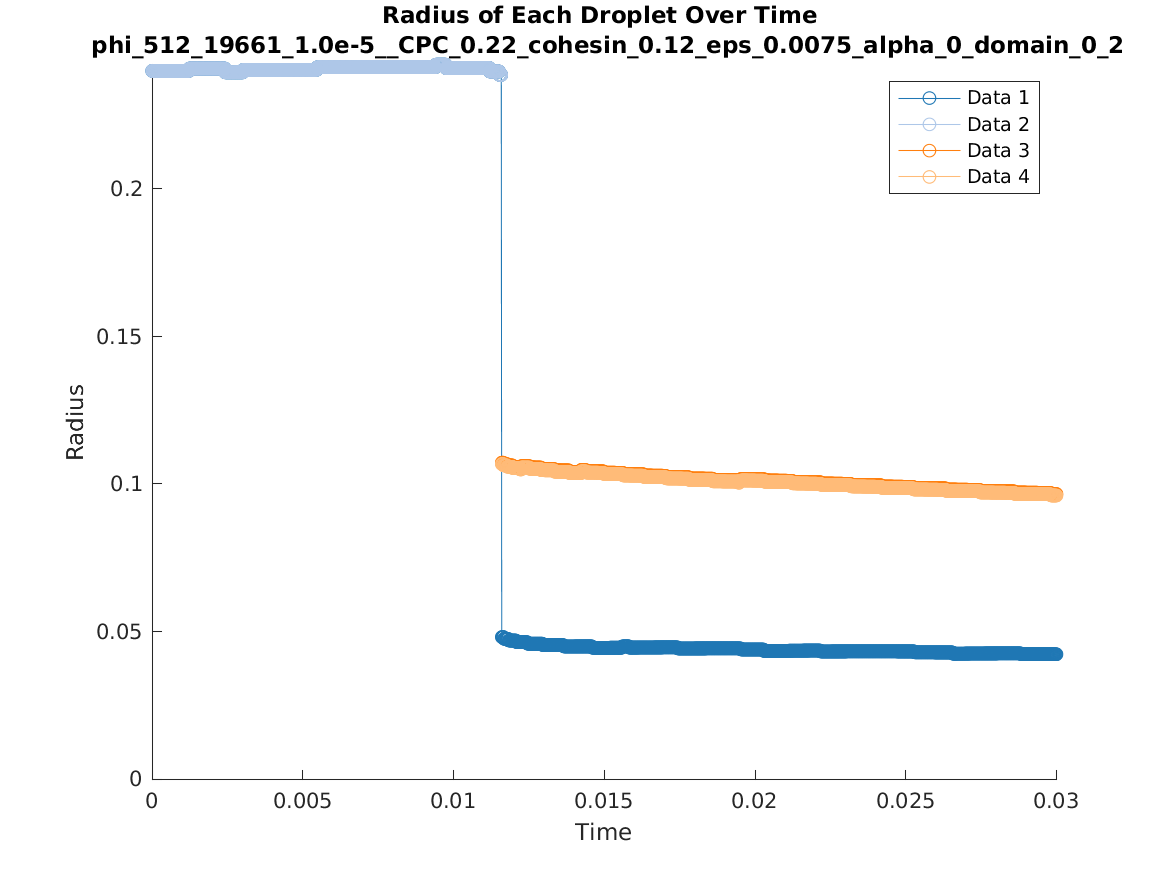 Radius of Each Droplet Over Time
phi_512_19661_1.0e-5__CPC_0.22_cohesin_0.12_eps_0.0075_alpha_0_domain_0_2
Data 1
Data 2
Data 3
Data 4
0.2
0.15
0.1
0.05
0
Radius
0
0.005
0.01
0.015
0.02
0.025
0.03
Time